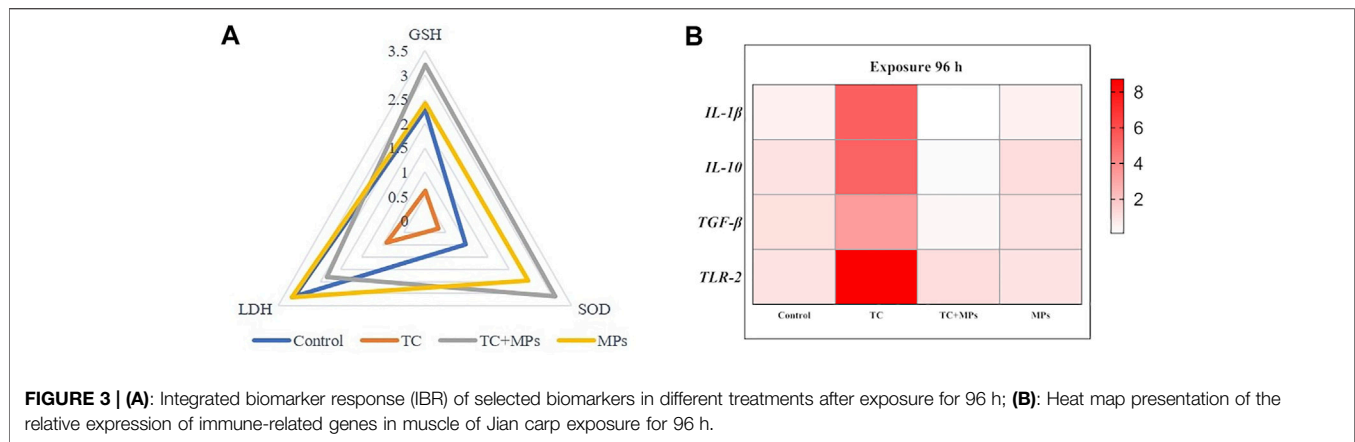 A
GSH
3.5
3
2.5
2
1.5
1
0.5
0
LDH
SOD
Control
TC
TC+MPs
MPs
B
Exposure 96 h
IL-1β
IL-10
TGF-β
TLR-2
Control
TC
TC+MPs
MPs
8
6
4
2
FIGURE 3 | (A): Integrated biomarker response (IBR) of selected biomarkers in different treatments after exposure for 96 h; (B): Heat map presentation of the
relative expression of immune-related genes in muscle of Jian carp exposure for 96 h.